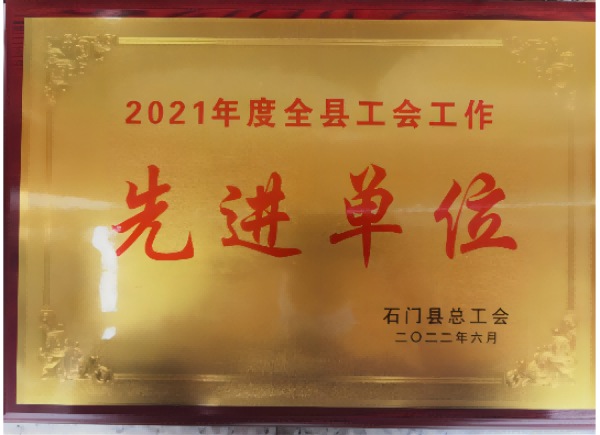 2021年度全县工会工作
先进单位
石门县总工会
二〇二二年六月